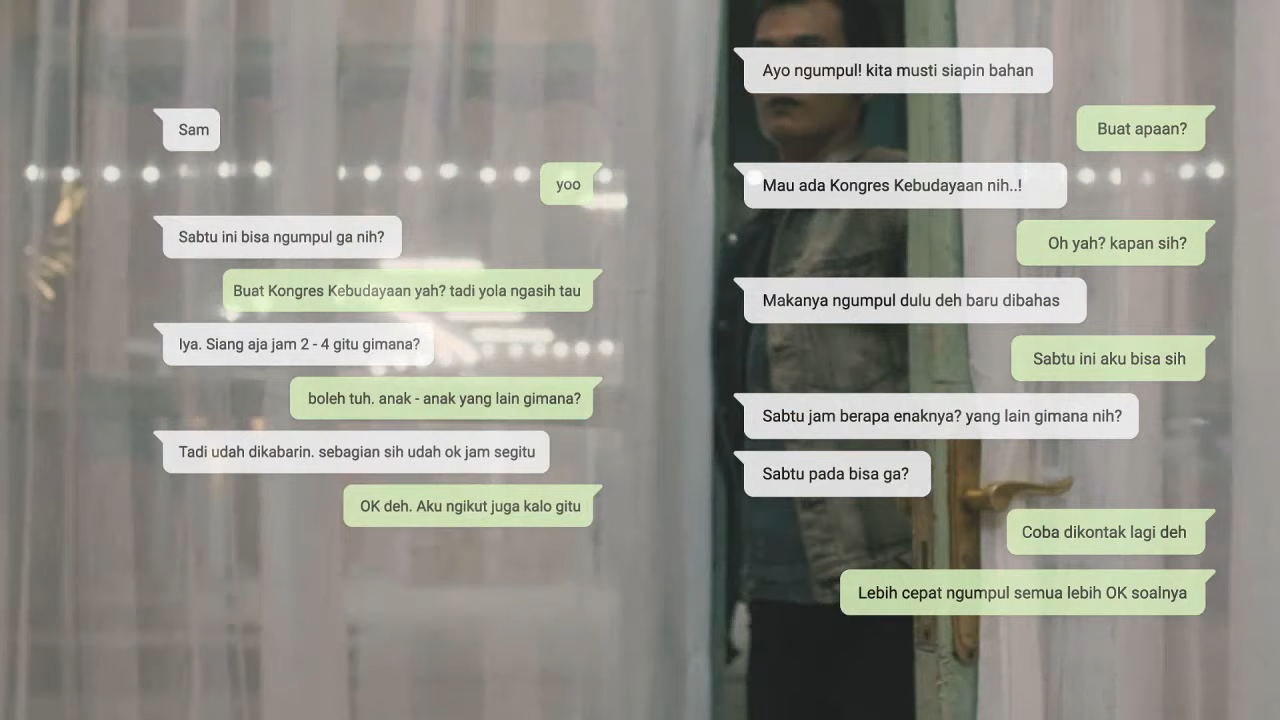 Sam
yoo
Sabtu ini bisa ngumpul ga nih?
Buat Kongres Kebudayaan yah? tadi yola ngasih tau
Iya. Siang aja jam 2 - 4 gitu gimana?
boleh tuh. anak - anak yang lain gimana?
Tadi udah dikabarin. sebagian sih udah ok jam segitu
OK deh. Aku ngikut juga kalo gitu
Ayo ngumpul! kita musti siapin bahan
Buat apaan?
Mau ada Kongres Kebudayaan nih..!
Oh yah? kapan sih?
Makanya ngumpul dulu deh baru dibahas
Sabtu ini aku bisa sih
Sabtu jam berapa enaknya? yang lain gimana nih?
Sabtu pada bisa ga?
Coba dikontak lagi deh
Lebih cepat ngumpul semua lebih OK soalnya